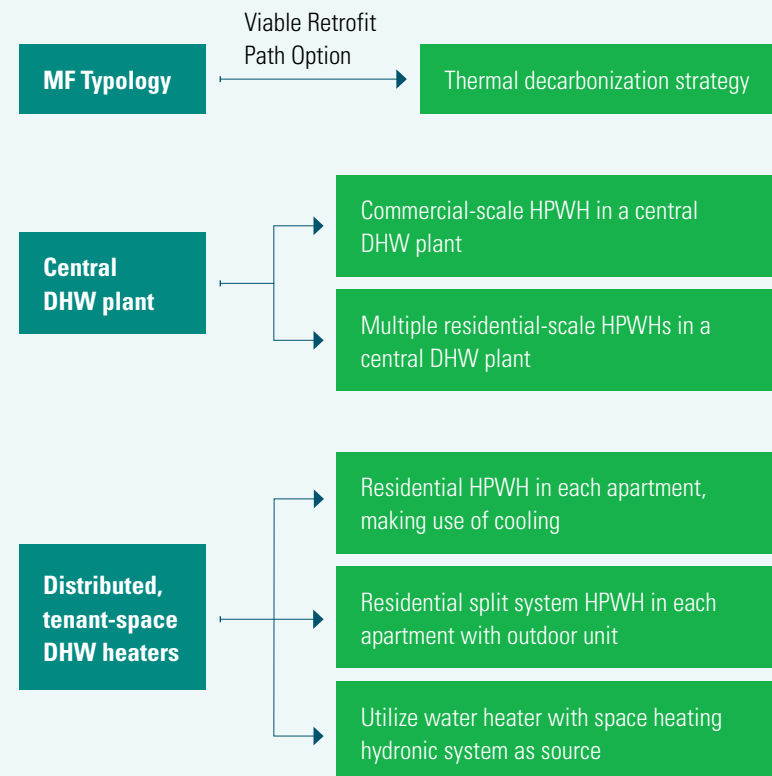 Viable Retrofit
Path Option
MF Typology
Thermal decarbonization strategy
Central
DHW plant
Commercial-scale HPWH in a central
DHW plant
Multiple residential-scale HPWHs in a
central DHW plant
Distributed,
tenant-space
DHW heaters
Residential HPWH in each apartment,
making use of cooling
Residential split system HPWH in each
apartment with outdoor unit
Utilize water heater with space heating
hydronic system as source